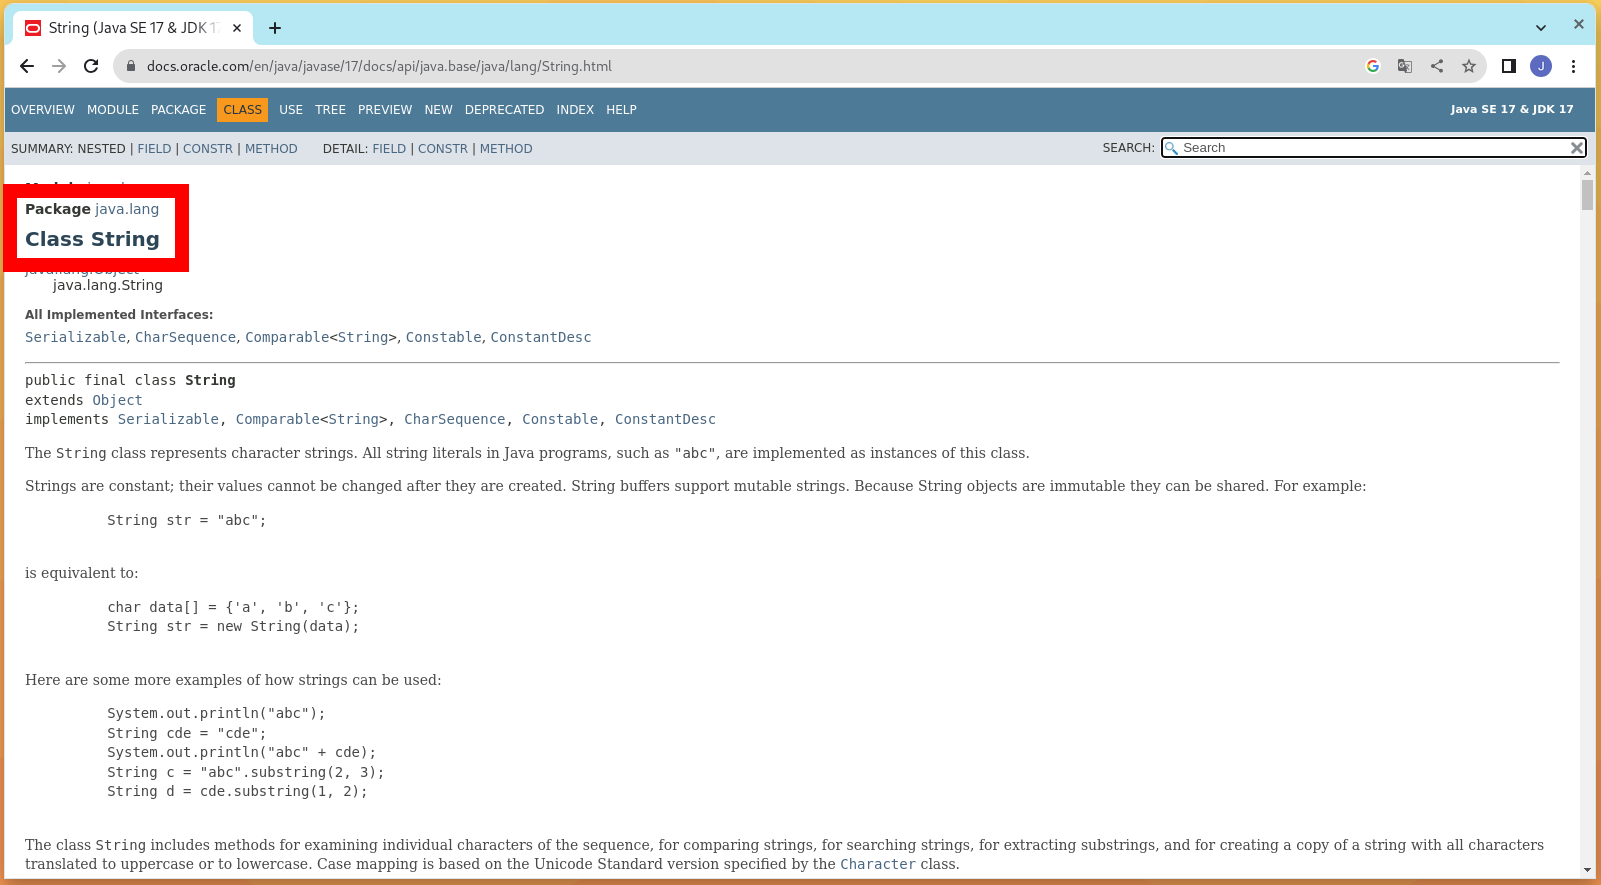 String (Java SE 17 & JDK 17
docs.oracle.com/en/java/javase/17/docs/api/java.base/java/lang/String.html
J
OVERVIEW MODULE PACKAGE CLASS USE TREE PREVIEW NEW DEPRECATED INDEX HELP
Java SE 17 & JDK 17
SUMMARY: NESTED | FIELD | CONSTR | METHOD DETAIL: FIELD | CONSTR | METHOD
SEARCH: Search
Package java.lang
Class String
java.lang.Object
java.lang.String
All Implemented Interfaces:
Serializable, CharSequence, Comparable<String>, Constable, ConstantDesc
public final class String
extends Object
implements Serializable, Comparable<String>, CharSequence, Constable, ConstantDesc
The String class represents character strings. All string literals in Java programs, such as "abc", are implemented as instances of this class.
Strings are constant; their values cannot be changed after they are created. String buffers support mutable strings. Because String objects are immutable they can be shared. For example:
String str = "abc";
is equivalent to:
char data[] = {'a', 'b', 'c'};
String str = new String(data);
Here are some more examples of how strings can be used:
System.out.println("abc");
String cde = "cde";
System.out.println("abc" + cde);
String c = "abc".substring(2, 3);
String d = cde.substring(1, 2);
The class String includes methods for examining individual characters of the sequence, for comparing strings, for searching strings, for extracting substrings, and for creating a copy of a string with all characters
translated to uppercase or to lowercase. Case mapping is based on the Unicode Standard version specified by the Character class.